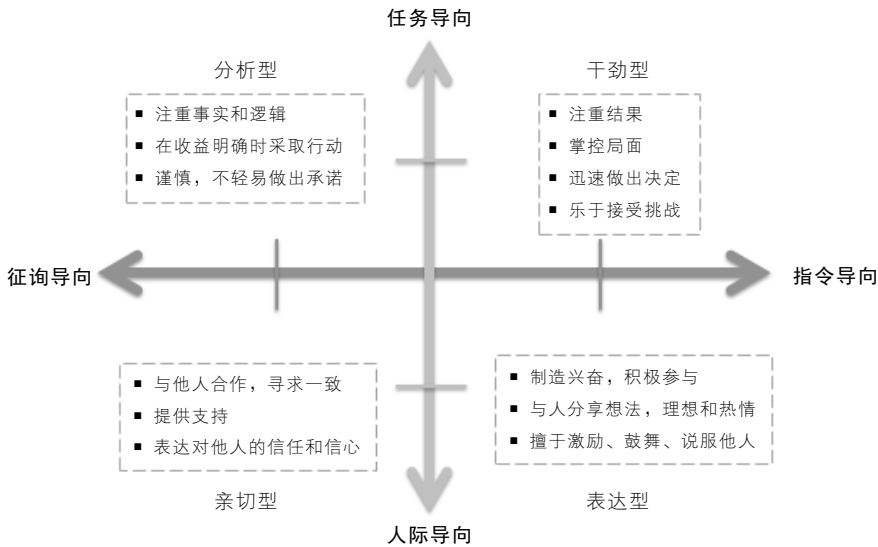 任务导向
分析型
▪ 注重事实和逻辑
▪ 在收益明确时采取行动
▪ 谨慎，不轻易做出承诺
干劲型
▪ 注重结果
▪ 掌控局面
▪ 迅速做出决定
▪ 乐于接受挑战
征询导向
指令导向
▪ 与他人合作，寻求一致
▪ 提供支持
▪ 表达对他人的信任和信心
亲切型
▪ 制造兴奋，积极参与
▪ 与人分享想法，理想和热情
▪ 擅于激励、鼓舞、说服他人
表达型
人际导向